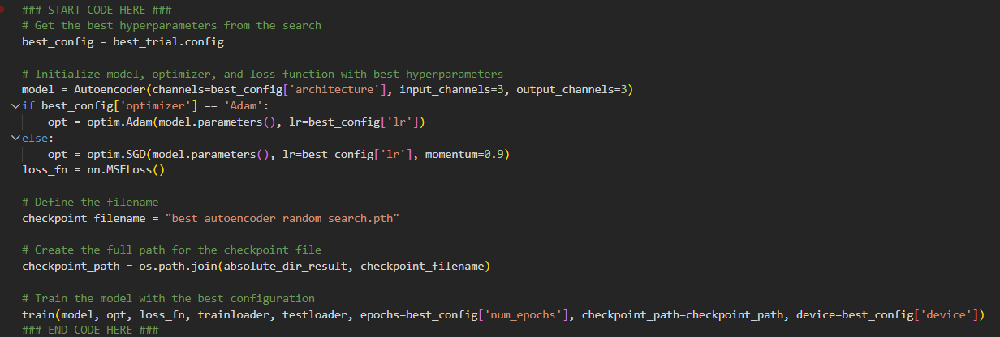 ### START CODE HERE ###
# Get the best hyperparameters from the search
best_config = best_trial.config
# Initialize model, optimizer, and loss function with best hyperparameters
model = Autoencoder(channels=best_config['architecture'], input_channels=3, output_channels=3)
if best_config['optimizer'] == 'Adam':
    opt = optim.Adam(model.parameters(), lr=best_config['lr'])
else:
    opt = optim.SGD(model.parameters(), lr=best_config['lr'], momentum=0.9)
loss_fn = nn.MSELoss()
# Define the filename
checkpoint_filename = "best_autoencoder_random_search.pth"
# Create the full path for the checkpoint file
checkpoint_path = os.path.join(absolute_dir_result, checkpoint_filename)
# Train the model with the best configuration
train(model, opt, loss_fn, trainloader, testloader, epochs=best_config['num_epochs'], checkpoint_path=checkpoint_path, device=best_config['device'])
### END CODE HERE ###